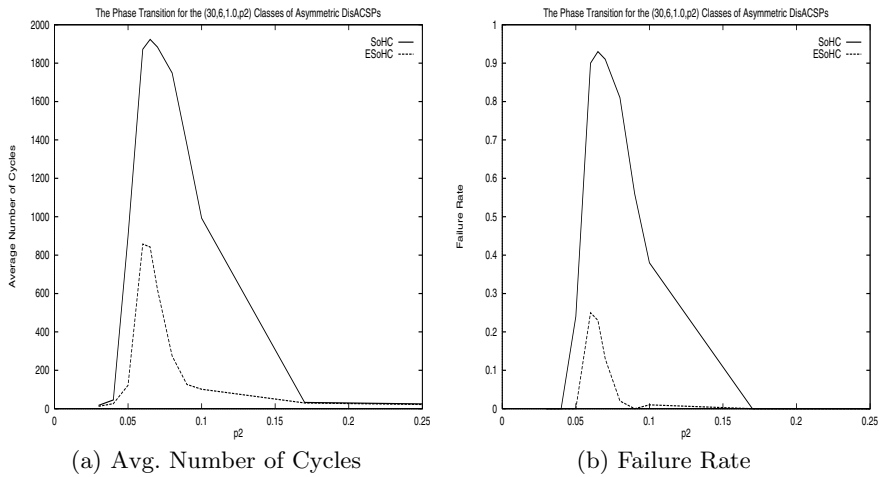 The Phase Transition for the (30,6,1.0,p2) Classes of Asymmetric DisACSPs
SoHC
ESoHC
Average Number of Cycles
2000
1800
1600
1400
1200
1000
800
600
400
200
0
0 0.05 0.1 0.15 0.2 0.25
p2
(a) Avg. Number of Cycles
The Phase Transition for the (30,6,1.0,p2) Classes of Asymmetric DisACSPs
SoHC
ESoHC
Failure Rate
1
0.9
0.8
0.7
0.6
0.5
0.4
0.3
0.2
0.1
0
0 0.05 0.1 0.15 0.2 0.25
p2
(b) Failure Rate